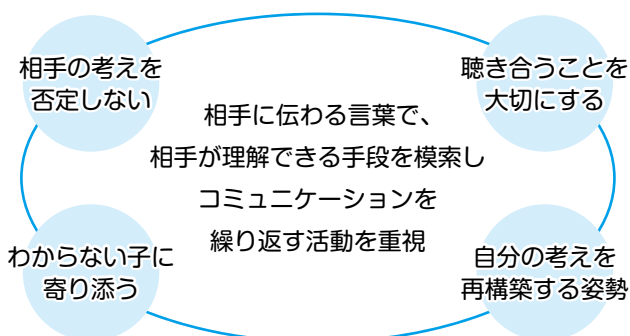 相手の考えを
否定しない
聴き合うことを
大切にする
相手に伝わる言葉で、
相手が理解できる手段を模索し
コミュニケーションを
繰り返す活動を重視
わからない子に
寄り添う
自分の考えを
再構築する姿勢